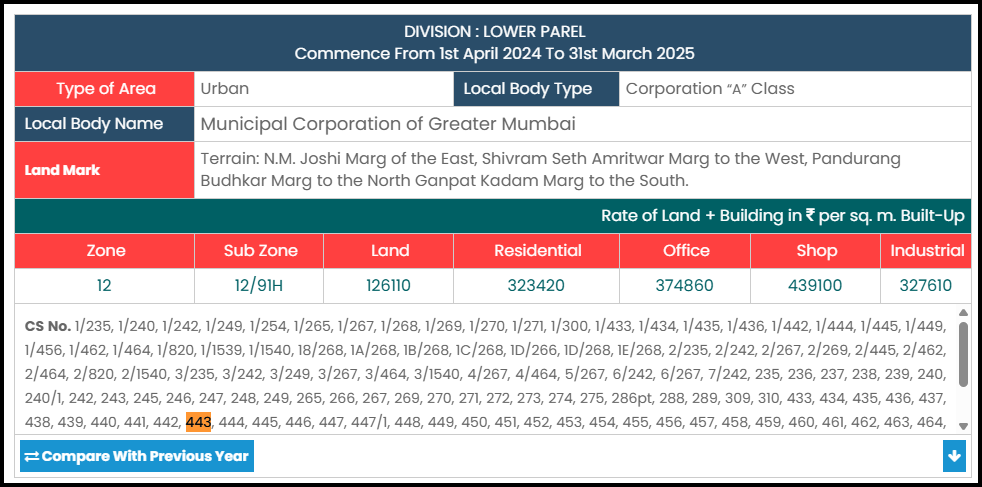 DIVISION : LOWER PAREL
Commence From 1st April 2024 To 31st March 2025
Type of Area Urban Local Body Type Corporation “A” Class
Local Body Name Municipal Corporation of Greater Mumbai
Land Mark Terrain: N.M. Joshi Marg of the East, Shivram Seth Amritwar Marg to the West, Pandurang
Budhkar Marg to the North Ganpat Kadam Marg to the South.
Rate of Land + Building in ₹ per sq. m. Built-Up
Zone Sub Zone Land Residential Office Shop Industrial
12 12/91H 126110 323420 374860 439100 327610
CS No. 1/235, 1/240, 1/242, 1/249, 1/254, 1/265, 1/267, 1/268, 1/269, 1/270, 1/271, 1/300, 1/433, 1/434, 1/435, 1/436, 1/442, 1/444, 1/445, 1/449,
1/456, 1/462, 1/464, 1/820, 1/1539, 1/1540, 18/268, 1A/268, 1B/268, 1C/268, 1D/266, 1D/268, 1E/268, 2/235, 2/242, 2/267, 2/269, 2/445, 2/462,
2/464, 2/820, 2/1540, 3/235, 3/242, 3/249, 3/267, 3/464, 3/1540, 4/267, 4/464, 5/267, 6/242, 6/267, 7/242, 235, 236, 237, 238, 239, 240,
240/1, 242, 243, 245, 246, 247, 248, 249, 265, 266, 267, 269, 270, 271, 272, 273, 274, 275, 286pt, 288, 289, 309, 310, 433, 434, 435, 436, 437,
438, 439, 440, 441, 442, 443, 444, 445, 446, 447, 447/1, 448, 449, 450, 451, 452, 453, 454, 455, 456, 457, 458, 459, 460, 461, 462, 463, 464,
Compare With Previous Year